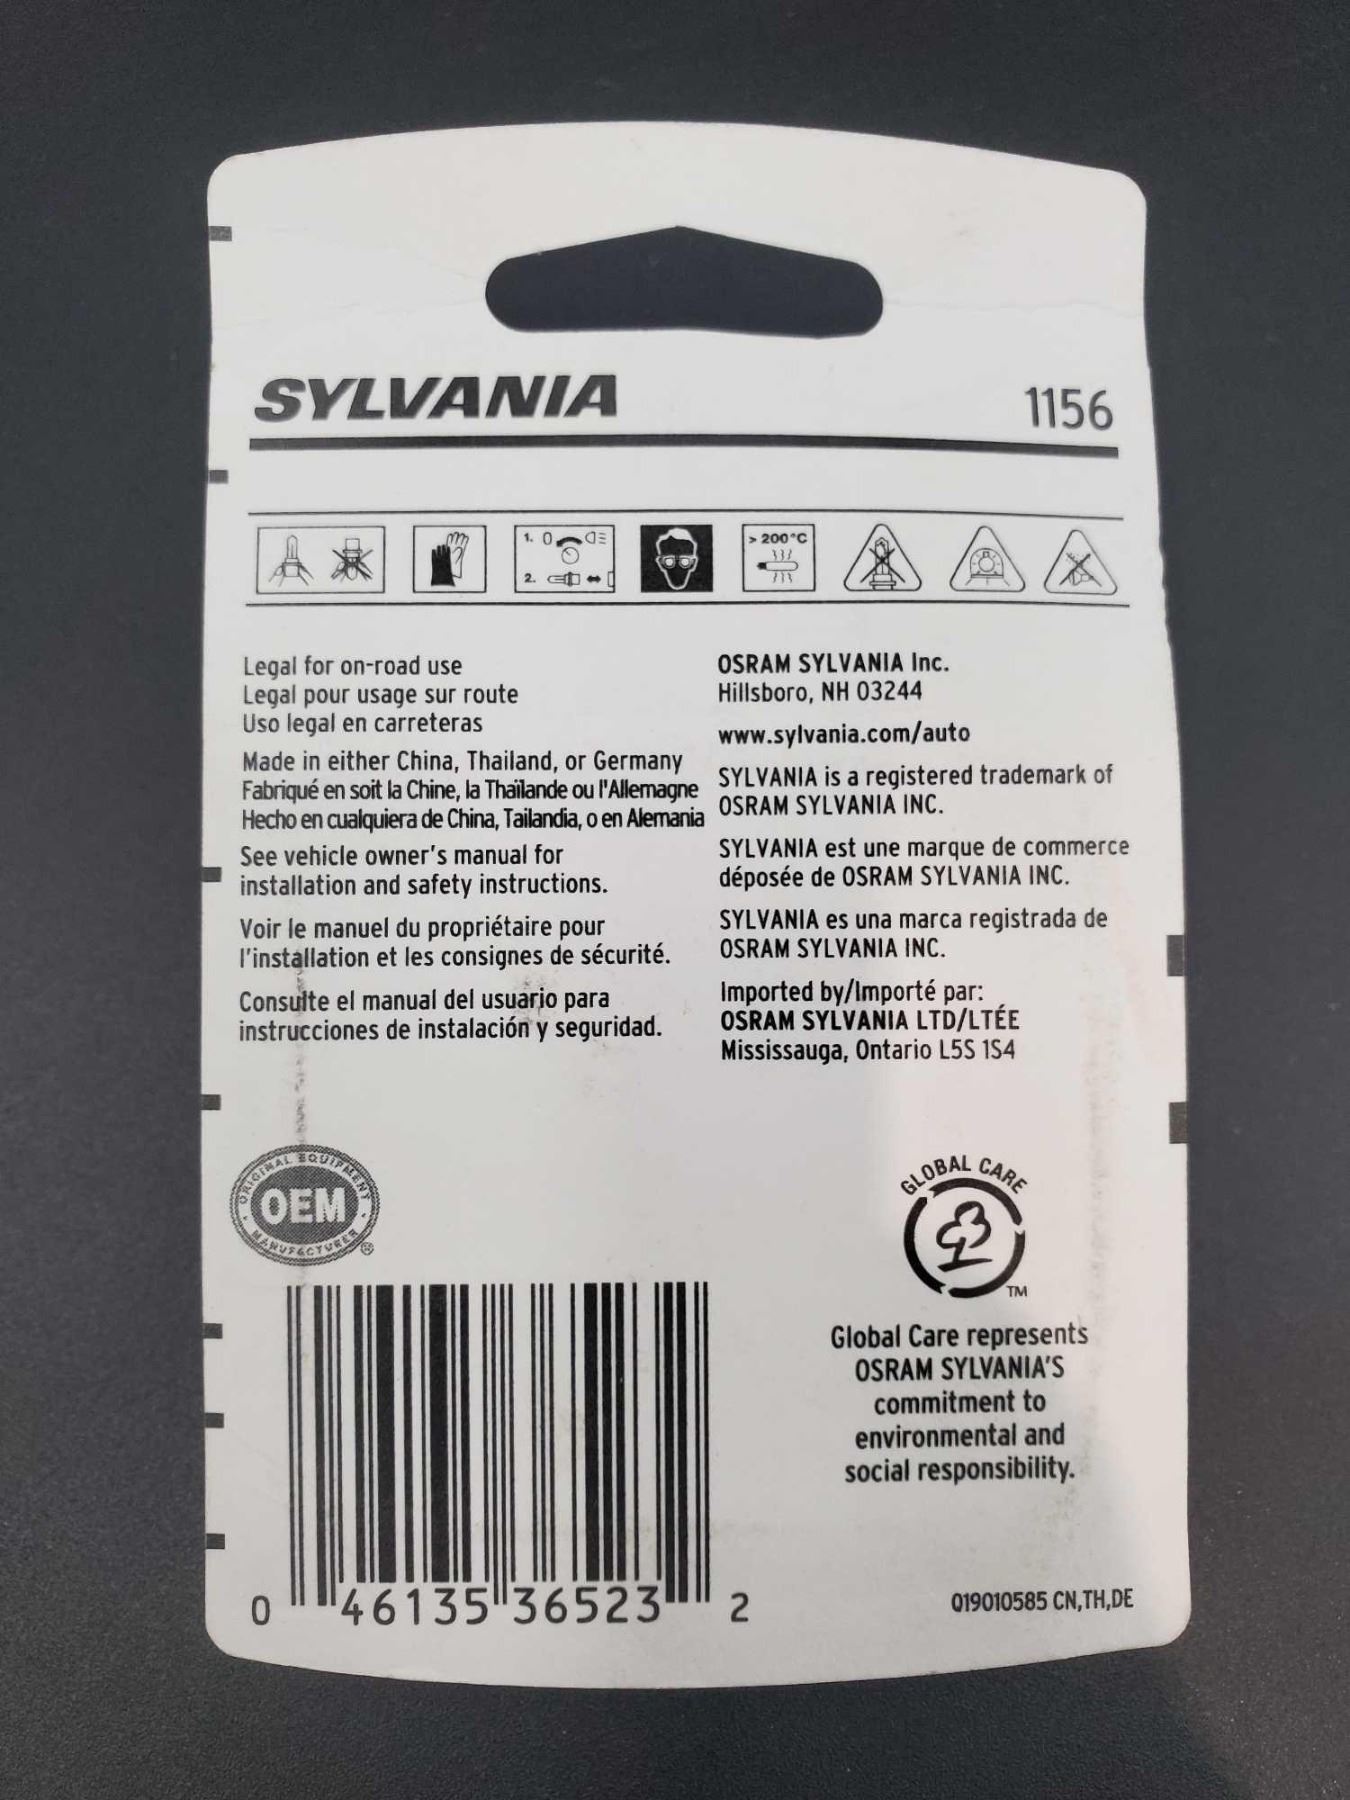 SYLVANIA
1156
1. 0
2.
> 200°C
Legal for on-road use
Legal pour usage sur route
Uso legal en carreteras
Made in either China, Thailand, or Germany
Fabriqué en soit la Chine, la Thaïlande ou l'Allemagne
Hecho en cualquiera de China, Tailandia, o en Alemania
See vehicle owner's manual for
installation and safety instructions.
Voir le manuel du propriétaire pour
l'installation et les consignes de sécurité.
Consulte el manual del usuario para
instrucciones de instalación y seguridad.
OSRAM SYLVANIA Inc.
Hillsboro, NH 03244
www.sylvania.com/auto
SYLVANIA is a registered trademark of
OSRAM SYLVANIA INC.
SYLVANIA est une marque de commerce
déposée de OSRAM SYLVANIA INC.
SYLVANIA es una marca registrada de
OSRAM SYLVANIA INC.
Imported by/Importé par:
OSRAM SYLVANIA LTD/LTÉE
Mississauga, Ontario L5S 1S4
ORIGINAL EQUIPMENT
OEM
MANUFACTURER
®
GLOBAL CARE
TM
Global Care represents
OSRAM SYLVANIA'S
commitment to
environmental and
social responsibility.
0 46135 36523 2
019010585 CN,TH,DE